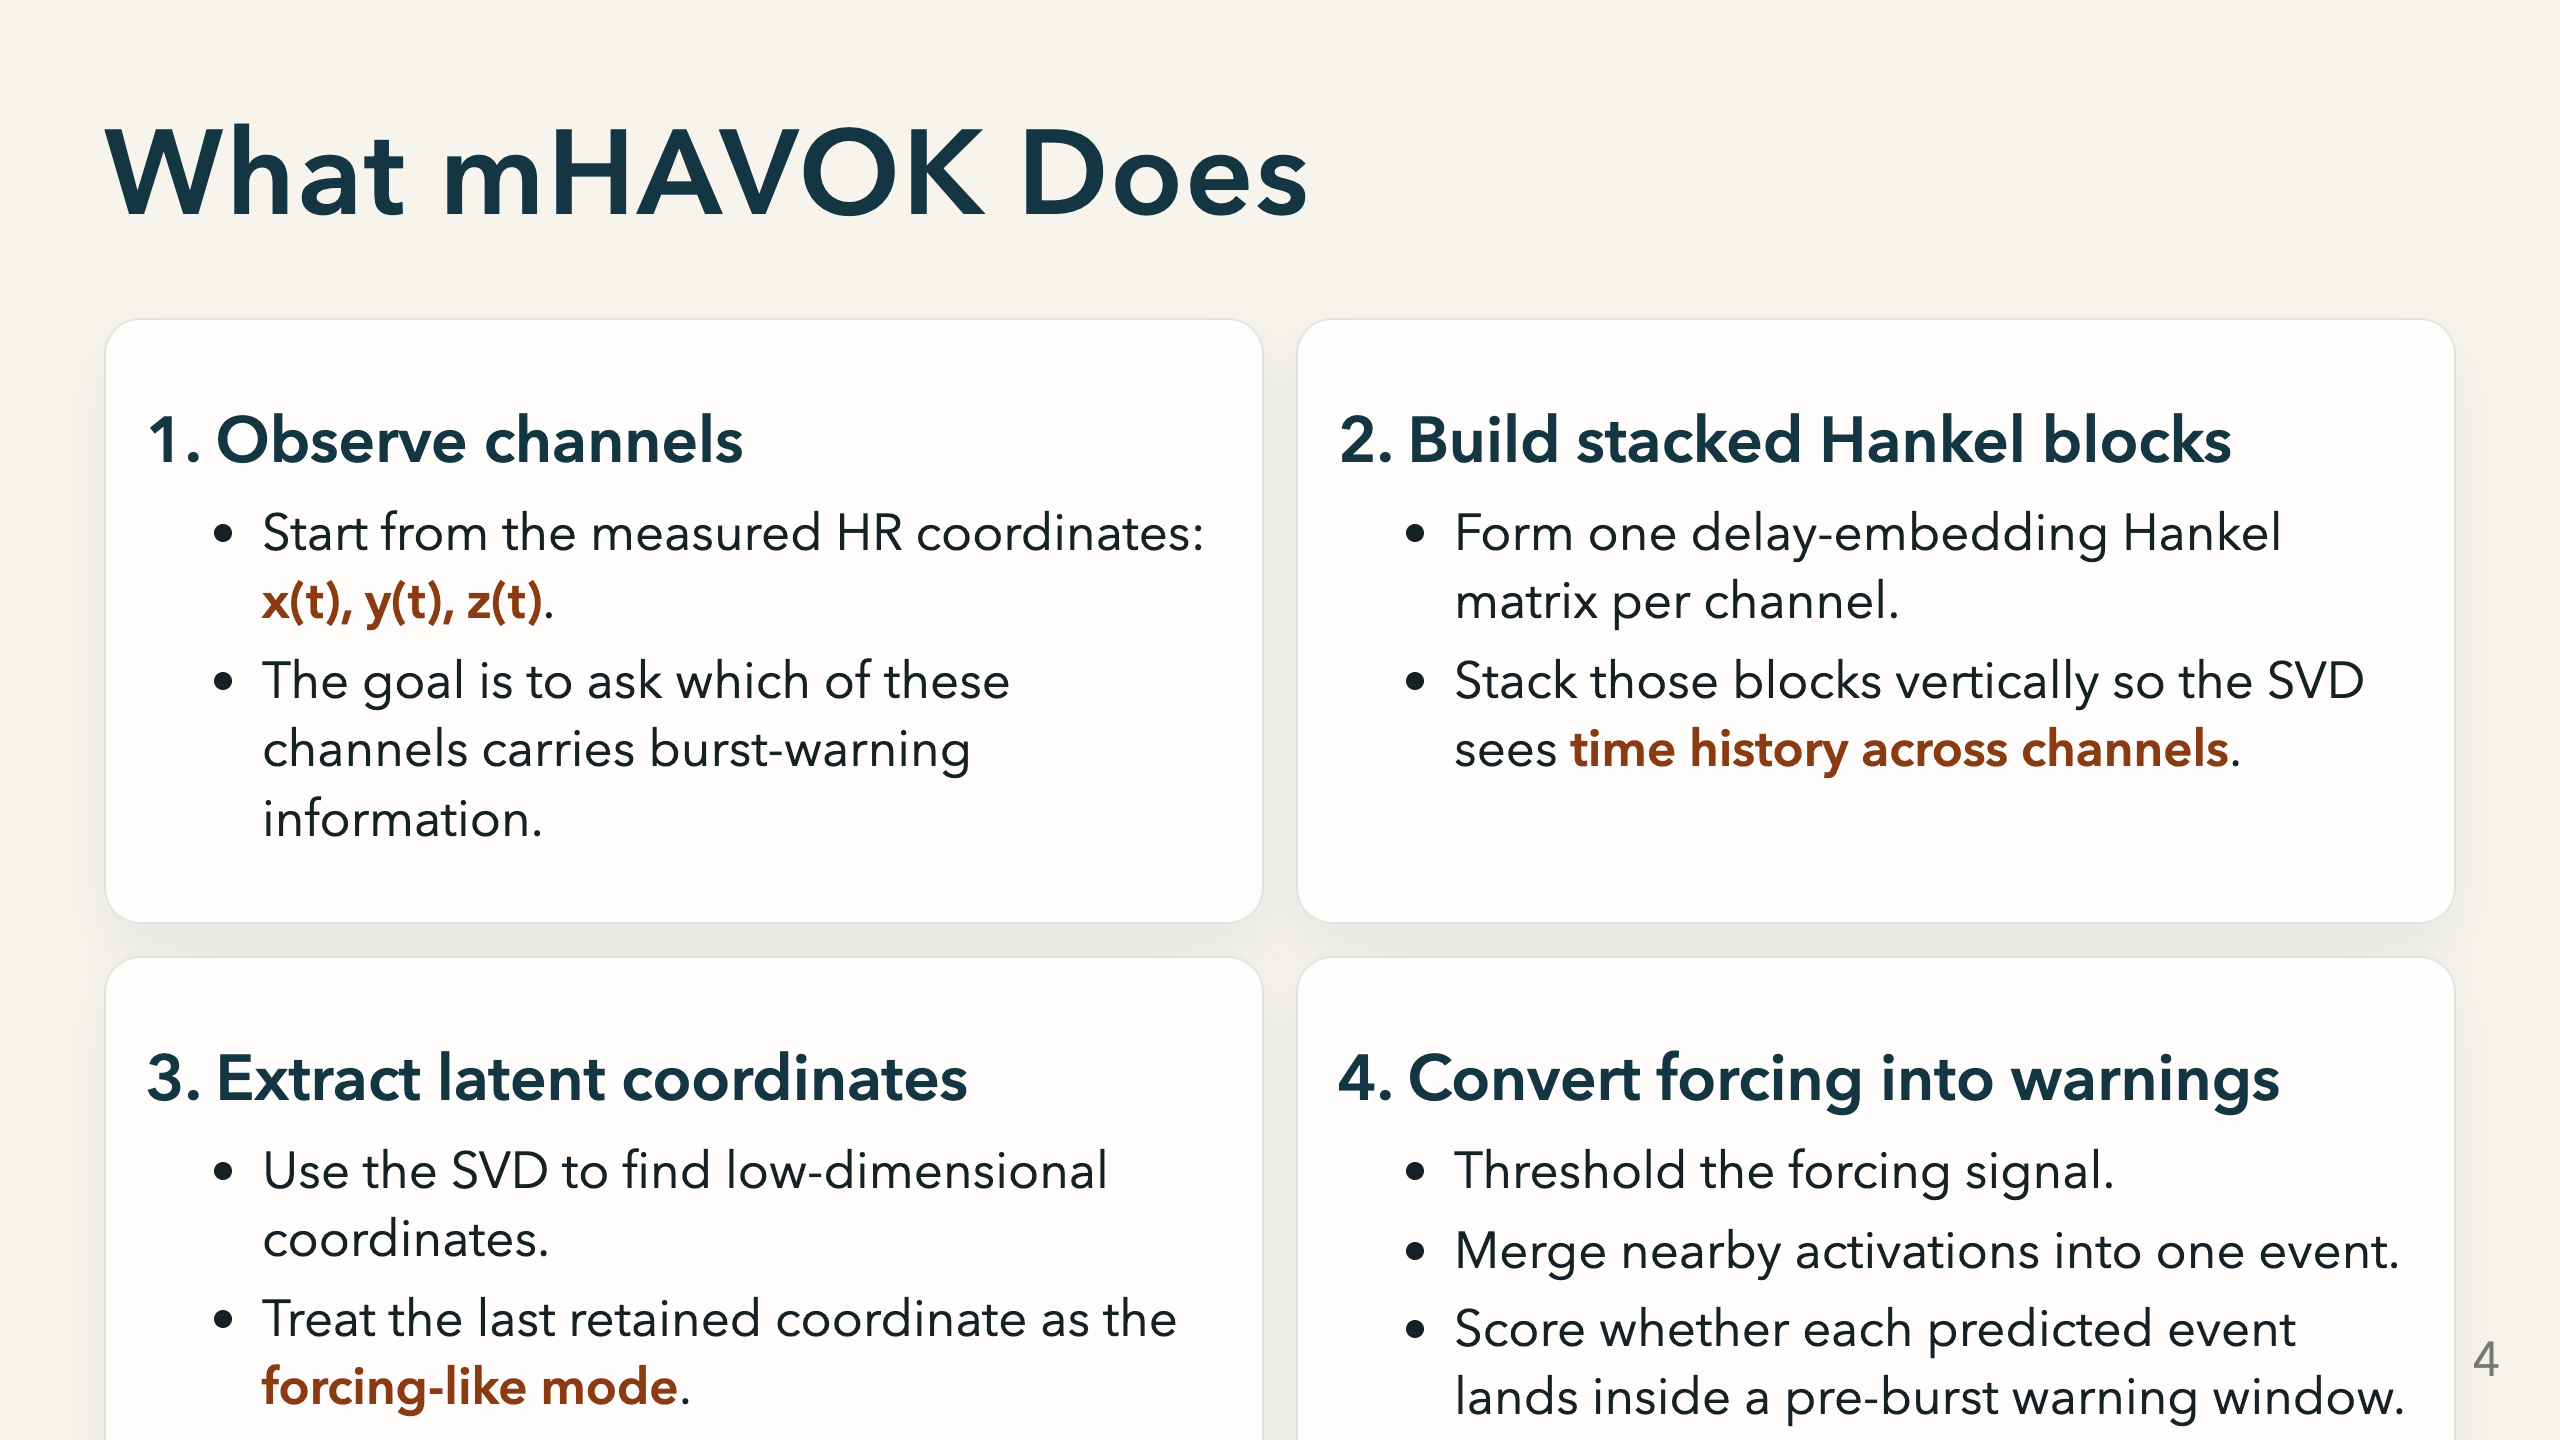 What mHAVOK Does
1. Observe channels
• Start from the measured HR coordinates:
x(t), y(t), z(t).
• The goal is to ask which of these
channels carries burst-warning
information.
2. Build stacked Hankel blocks
• Form one delay-embedding Hankel
matrix per channel.
• Stack those blocks vertically so the SVD
sees time history across channels.
3. Extract latent coordinates
• Use the SVD to find low-dimensional
coordinates.
• Treat the last retained coordinate as the
forcing-like mode.
4. Convert forcing into warnings
• Threshold the forcing signal.
• Merge nearby activations into one event.
• Score whether each predicted event
lands inside a pre-burst warning window.
4